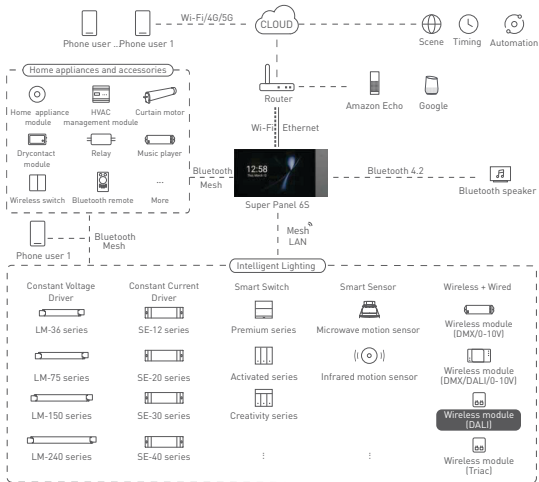 Wi-Fi/4G/5G
CLOUD
Phone user ...
Phone user 1
Scene
Timing
Automation
Home appliances and accessories
Home appliance
module
HVAC
management module
Curtain motor
Drycontact
module
Relay
Music player
Wireless switch
Bluetooth remote
...
More
Router
Amazon Echo
Google
Wi-Fi
Ethernet
Bluetooth
Mesh
12:58
Super Panel 6S
Bluetooth 4.2
Bluetooth speaker
Phone user 1
Bluetooth
Mesh
Mesh
LAN
Intelligent Lighting
Constant Voltage
Driver
LM-36 series
LM-75 series
LM-150 series
LM-240 series
Constant Current
Driver
SE-12 series
SE-20 series
SE-30 series
SE-40 series
Smart Switch
Premium series
Activated series
Creativity series
⋮
Smart Sensor
Microwave motion sensor
Infrared motion sensor
⋮
Wireless + Wired
Wireless module
(DMX/0-10V)
Wireless module
(DMX/DALI/0-10V)
Wireless module
(DALI)
Wireless module
(Triac)